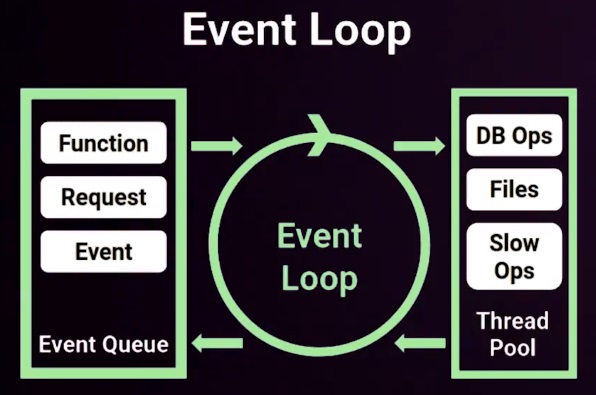 Event Loop
Function
Request
Event
Event Queue
Event
Loop
DB Ops
Files
Slow
Ops
Thread
Pool